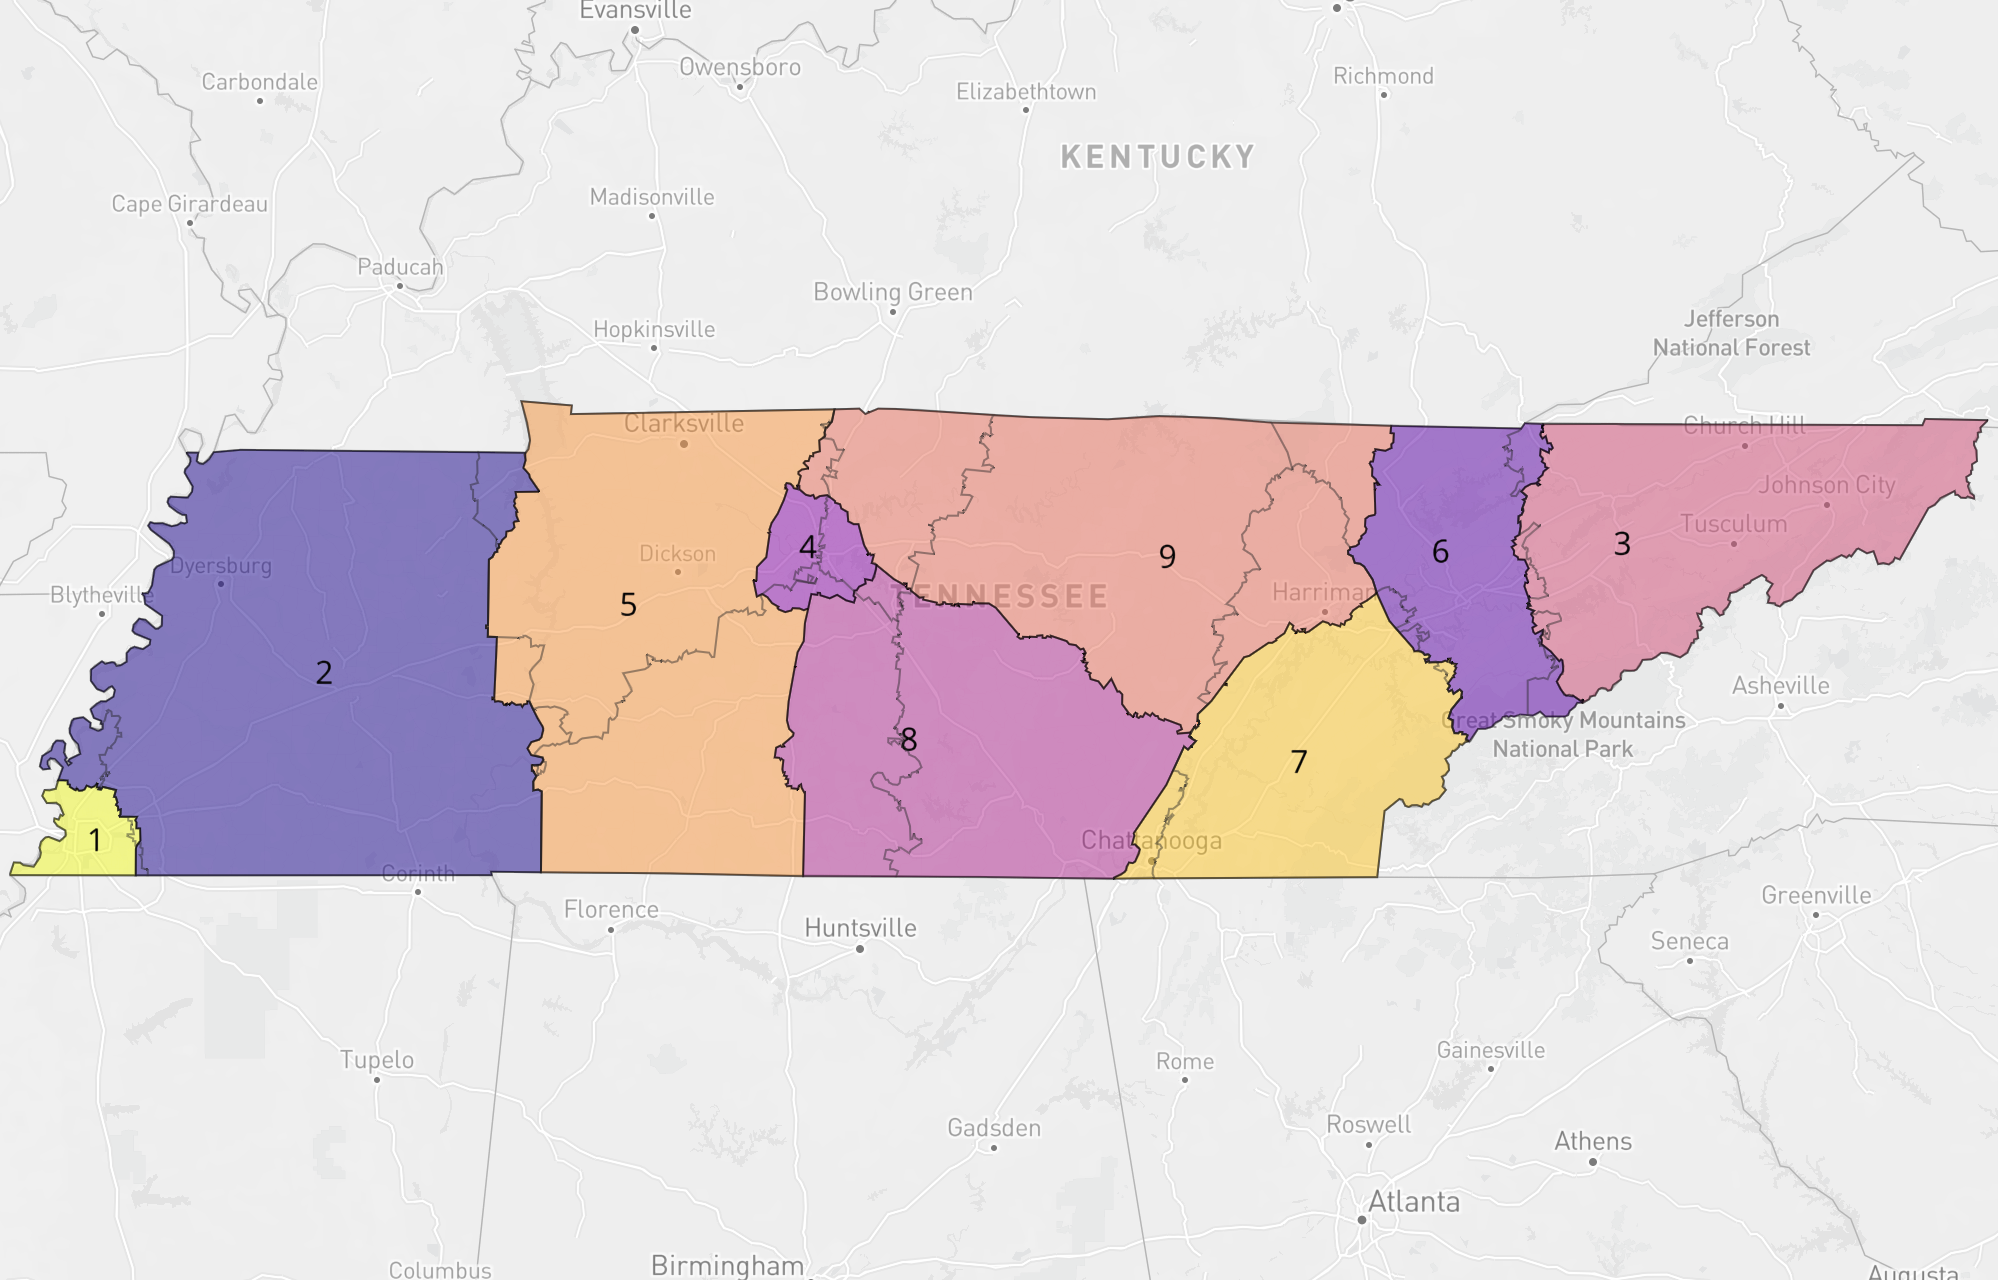 Evansville
Owensboro
Carbondale
Elizabethtown
Richmond
KENTUCKY
Cape Girardeau
Madisonville
Paducah
Bowling Green
Hopkinsville
Jefferson
National Forest
Clarksville
Church Hill
Johnson City
Tusculum
Dickson
Dyersburg
Blytheville
TENNESSEE
Harriman
1
2
3
4
5
6
7
8
9
Asheville
Great Smoky Mountains
National Park
Chattanooga
Corinth
Florence
Huntsville
Greenville
Seneca
Tupelo
Rome
Gainesville
Gadsden
Roswell
Athens
Atlanta
Columbus
Birmingham
Augusta